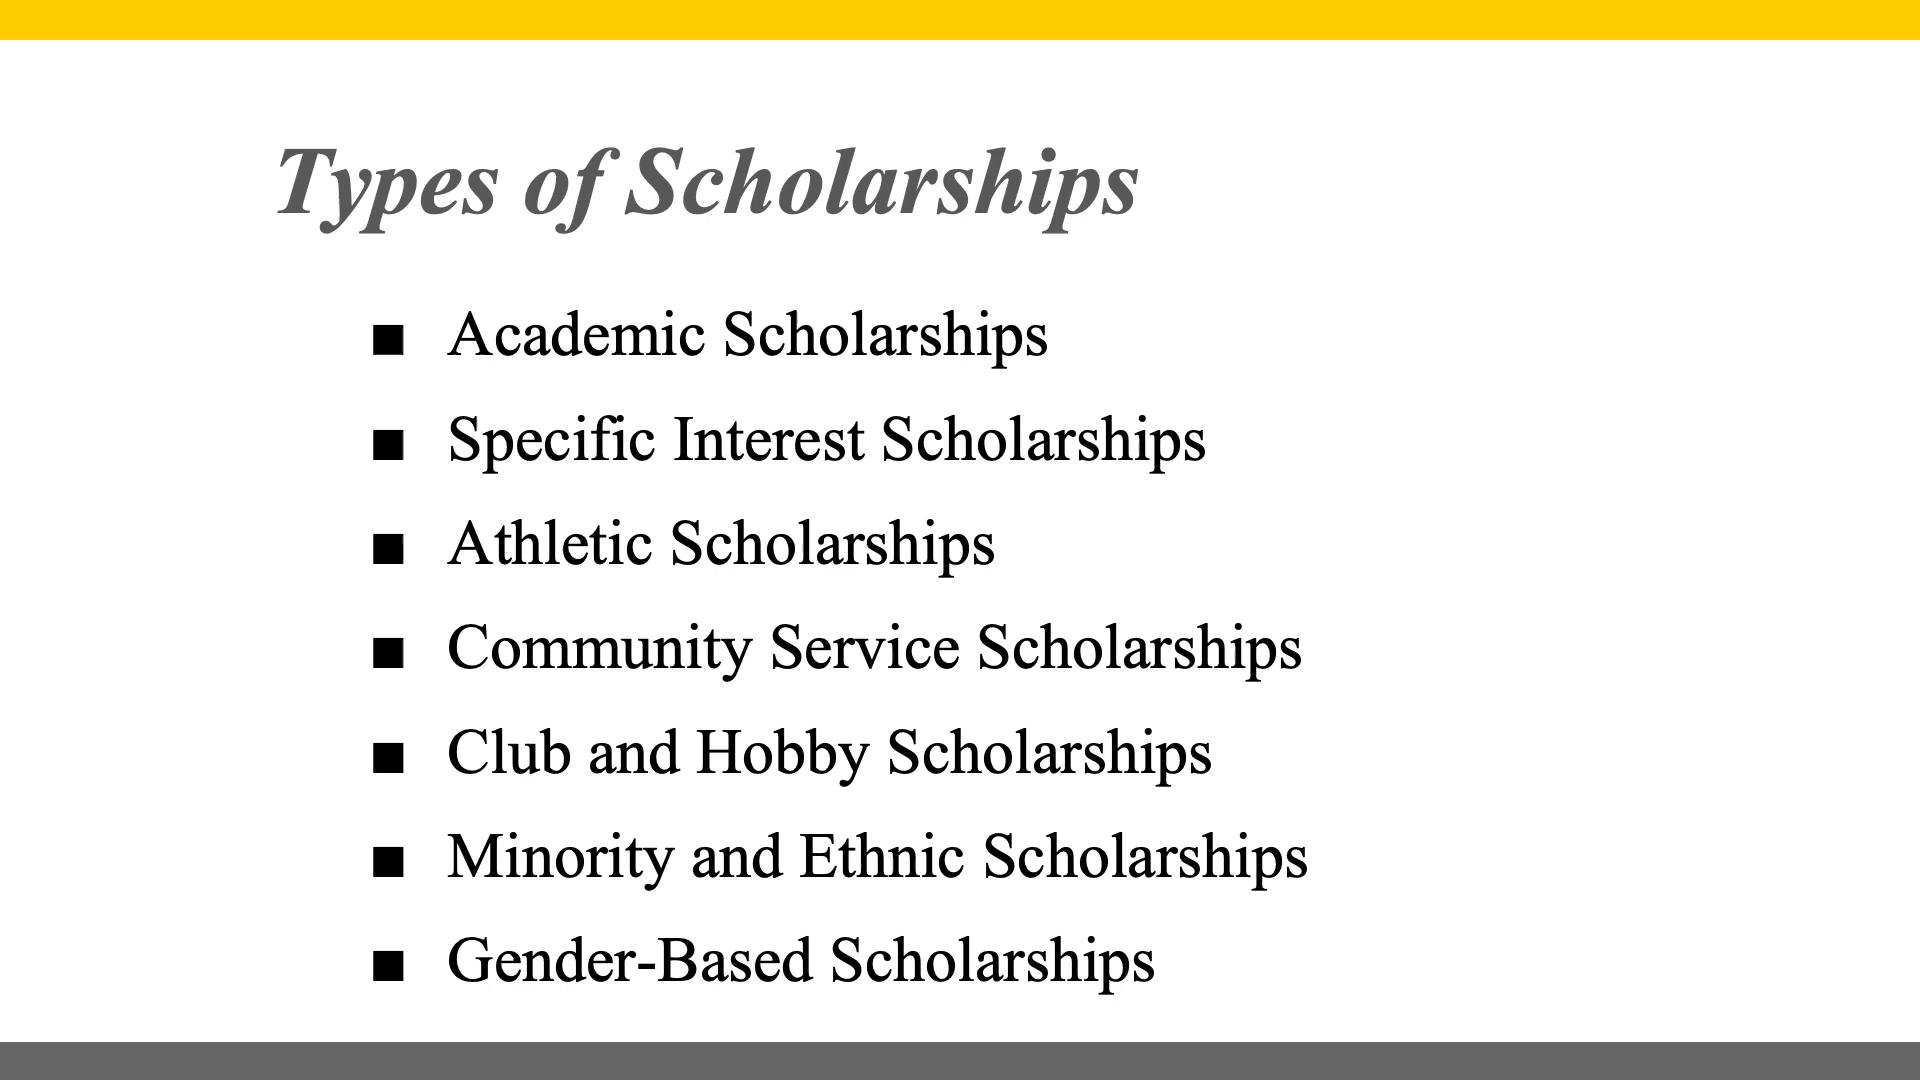 Types of Scholarships
■ Academic Scholarships
■ Specific Interest Scholarships
■ Athletic Scholarships
■ Community Service Scholarships
■ Club and Hobby Scholarships
■ Minority and Ethnic Scholarships
■ Gender-Based Scholarships